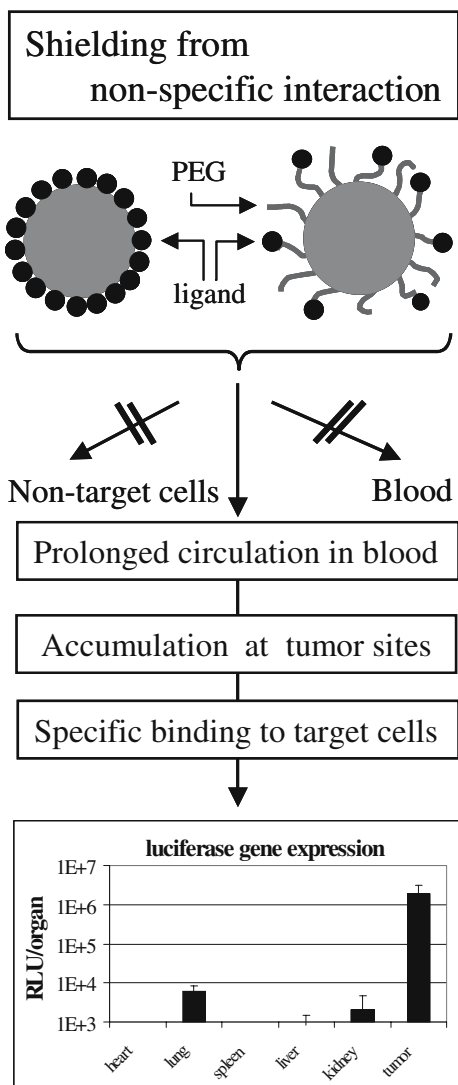 Shielding from
non-specific interaction
PEG
ligand
Non-target cells
Blood
Prolonged circulation in blood
Accumulation at tumor sites
Specific binding to target cells
luciferase gene expression
RLU/organ
1E+7
1E+6
1E+5
1E+4
1E+3
heart
lung
spleen
liver
kidney
tumor